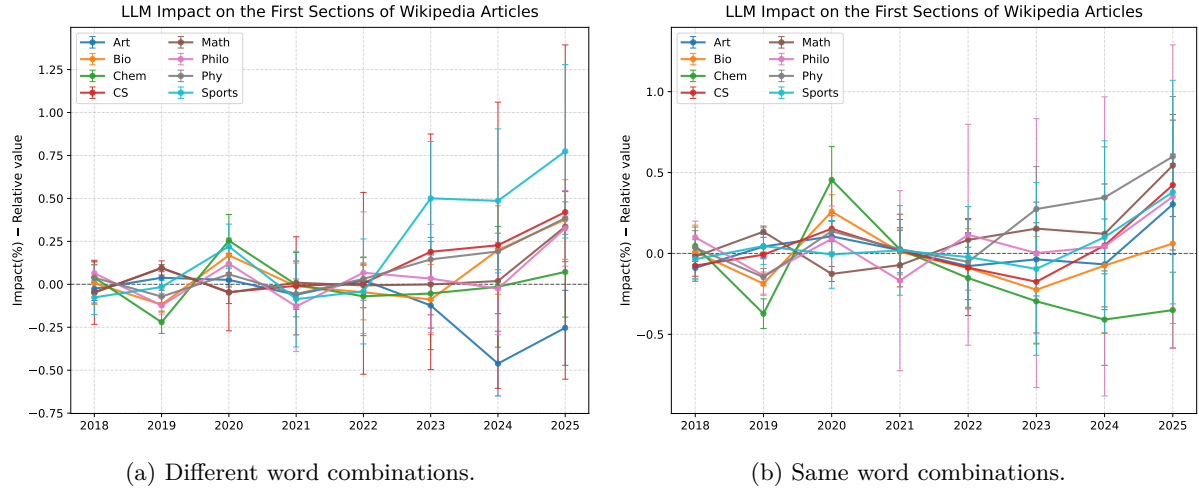 LLM Impact on the First Sections of Wikipedia Articles
Impact(%) − Relative value
1.25
1.00
0.75
0.50
0.25
0.00
−0.25
−0.50
−0.75
Art
Bio
Chem
CS
Math
Philo
Phy
Sports
2018 2019 2020 2021 2022 2023 2024 2025
(a) Different word combinations.
LLM Impact on the First Sections of Wikipedia Articles
Impact(%) − Relative value
1.0
0.5
0.0
−0.5
Art
Bio
Chem
CS
Math
Philo
Phy
Sports
2018 2019 2020 2021 2022 2023 2024 2025
(b) Same word combinations.